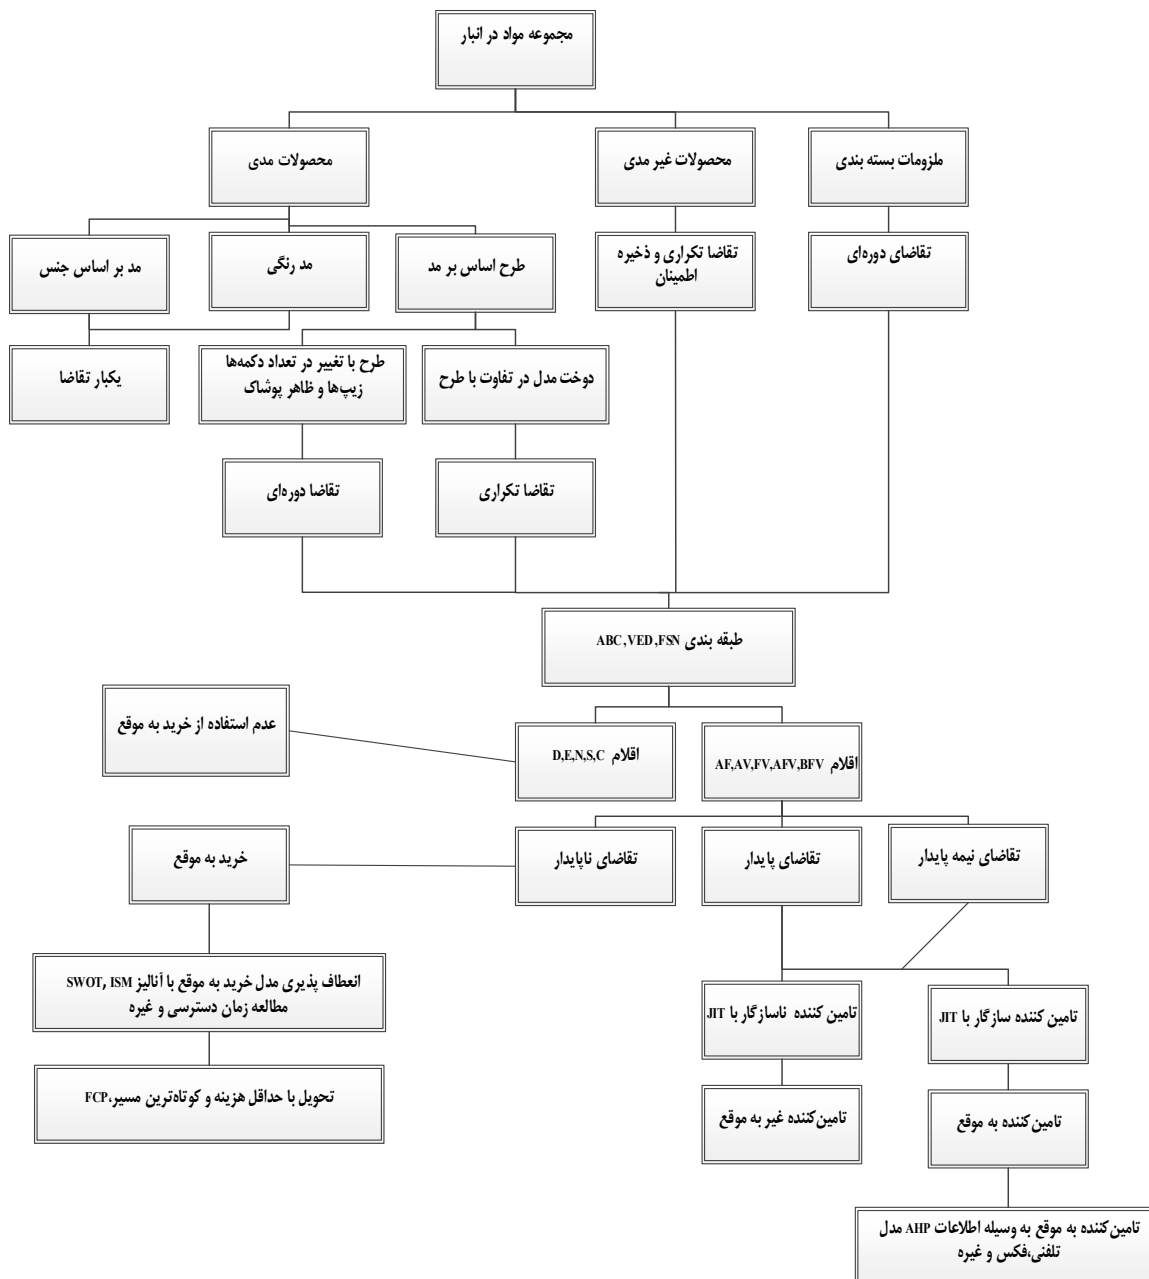 مجموعه مواد در انبار
ملزومات بسته بندی
محصولات غیر مدی
محصولات مدی
تقاضای دوره‌ای
تقاضا تکراری و ذخیره
اطمینان
طرح اساس بر مد
مد رنگی
مد بر اساس جنس
دوخت مدل در تفاوت با طرح
طرح با تغییر در تعداد دکمه‌ها
زیپ‌ها و ظاهر پوشاک
یکبار تقاضا
تقاضا تکراری
تقاضا دوره‌ای
طبقه بندی ABC,VED,FSN
عدم استفاده از خرید به موقع
اقلام AF,AV,FV,AFV,BFV
اقلام D,E,N,S,C
تقاضای نیمه پایدار
تقاضای پایدار
تقاضای ناپایدار
خرید به موقع
انعطاف پذیری مدل خرید به موقع با آنالیز SWOT, ISM
مطالعه زمان دسترسی و غیره
تامین کننده سازگار با JIT
تامین کننده ناسازگار با JIT
تحویل با حداقل هزینه و کوتاه‌ترین مسیر،FCP
تامین‌کننده به موقع
تامین‌کننده غیر به موقع
تامین‌کننده به موقع به وسیله اطلاعات AHP مدل
تلفنی،فکس و غیره